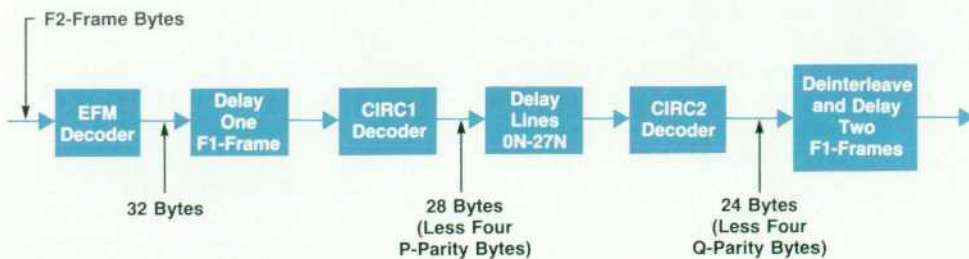 F2-Frame Bytes
EFM
Decoder
Delay
One
F1-Frame
CIRC1
Decoder
Delay
Lines
0N-27N
CIRC2
Decoder
Deinterleave
and Delay
Two
F1-Frames
32 Bytes
28 Bytes
(Less Four
P-Parity Bytes)
24 Bytes
(Less Four
Q-Parity Bytes)